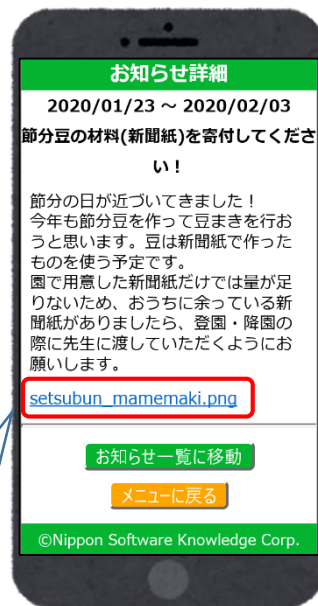 お知らせ詳細
2020/01/23 ～ 2020/02/03
節分豆の材料(新聞紙)を寄付してくださ
い！
節分の日が近づいてきました！
今年も節分豆を作って豆まきを行お
うと思います。豆は新聞紙で作った
ものを使う予定です。
園で用意した新聞紙だけでは量が足
りないため、おうちに余っている新
聞紙がありましたら、登園・降園の
際に先生に渡していただくようにお
願いします。
setsubun_mamemaki.png
お知らせ一覧に移動
メニューに戻る
©Nippon Software Knowledge Corp.